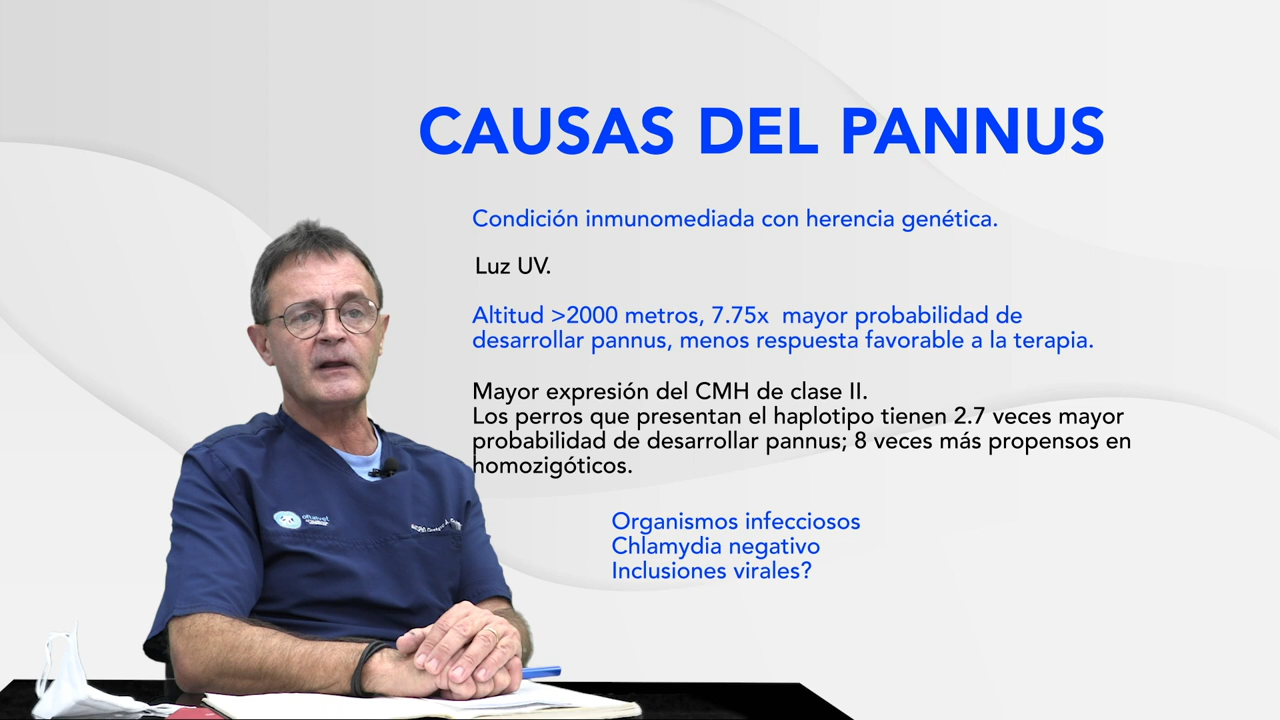 CAUSAS DEL PANNUS
Condición inmunomediada con herencia genética.
Luz UV.
Altitud >2000 metros, 7.75x mayor probabilidad de
desarrollar pannus, menos respuesta favorable a la terapia.
Mayor expresión del CMH de clase II.
Los perros que presentan el haplotipo tienen 2.7 veces mayor
probabilidad de desarrollar pannus; 8 veces más propensos en
homozigóticos.
Organismos infecciosos
Chlamydia negativo
Inclusiones virales?